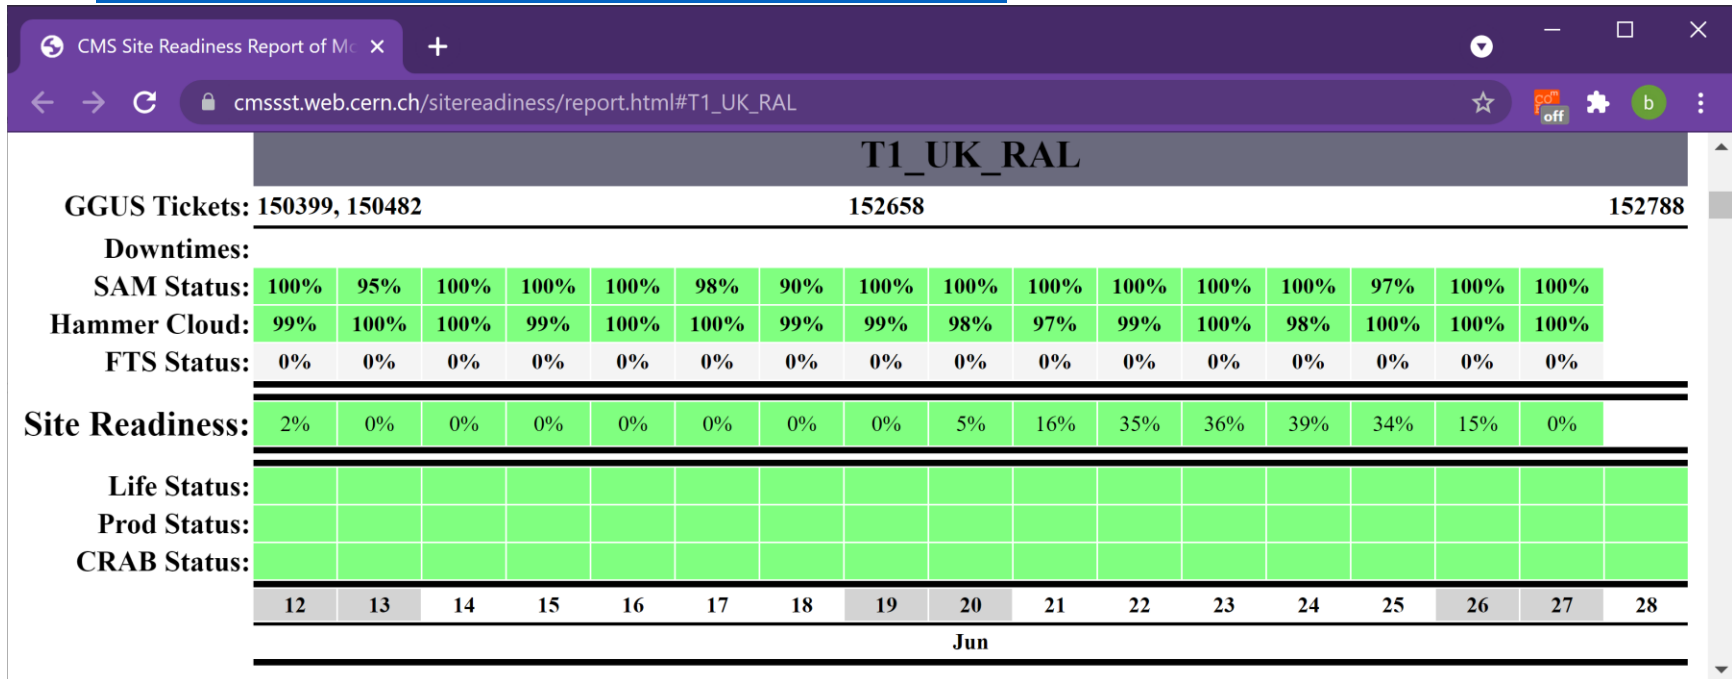 CMS Site Readiness Report of Mo
cmssst.web.cern.ch/sitereadiness/report.html#T1_UK_RAL
off
b
T1_UK_RAL
GGUS Tickets: 150399, 150482 152658 152788
Downtimes:
SAM Status: 100% 95% 100% 100% 100% 98% 90% 100% 100% 100% 100% 100% 100% 97% 100% 100%
Hammer Cloud: 99% 100% 100% 99% 100% 100% 99% 99% 98% 97% 99% 100% 98% 100% 100% 100%
FTS Status: 0% 0% 0% 0% 0% 0% 0% 0% 0% 0% 0% 0% 0% 0% 0% 0%
Site Readiness: 2% 0% 0% 0% 0% 0% 0% 0% 5% 16% 35% 36% 39% 34% 15% 0%
Life Status:
Prod Status:
CRAB Status:
12 13 14 15 16 17 18 19 20 21 22 23 24 25 26 27 28
Jun